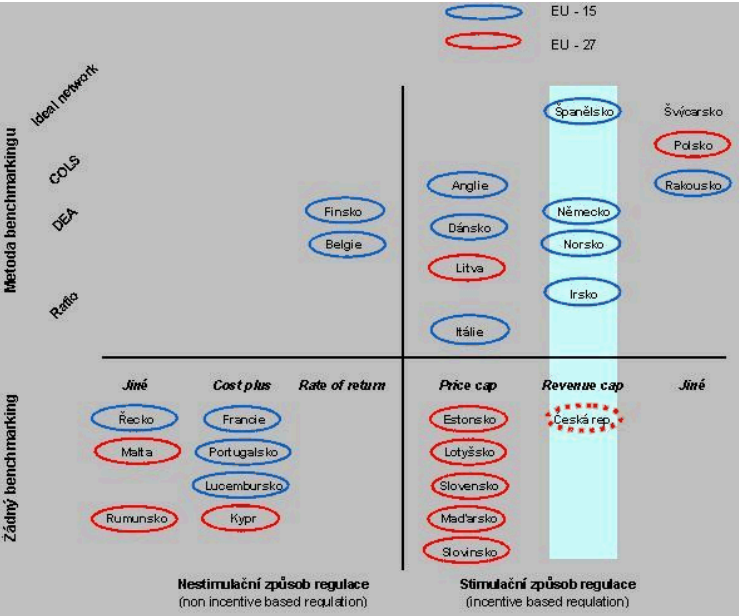 EU - 15
EU - 27
Metoda benchmarkingu
Ideal network
COLS
DEA
Ratio
Španělsko
Švýcarsko
Polsko
Anglie
Rakousko
Finsko
Německo
Dánsko
Belgie
Norsko
Litva
Irsko
Itálie
Jiné
Cost plus
Rate of return
Price cap
Revenue cap
Jiné
Žádný benchmarking
Řecko
Francie
Estonsko
Česká rep.
Malta
Portugalsko
Lotyšsko
Lucembursko
Slovensko
Rumunsko
Kypr
Maďarsko
Slovinsko
Nestimulační způsob regulace
(non incentive based regulation)
Stimulační způsob regulace
(incentive based regulation)